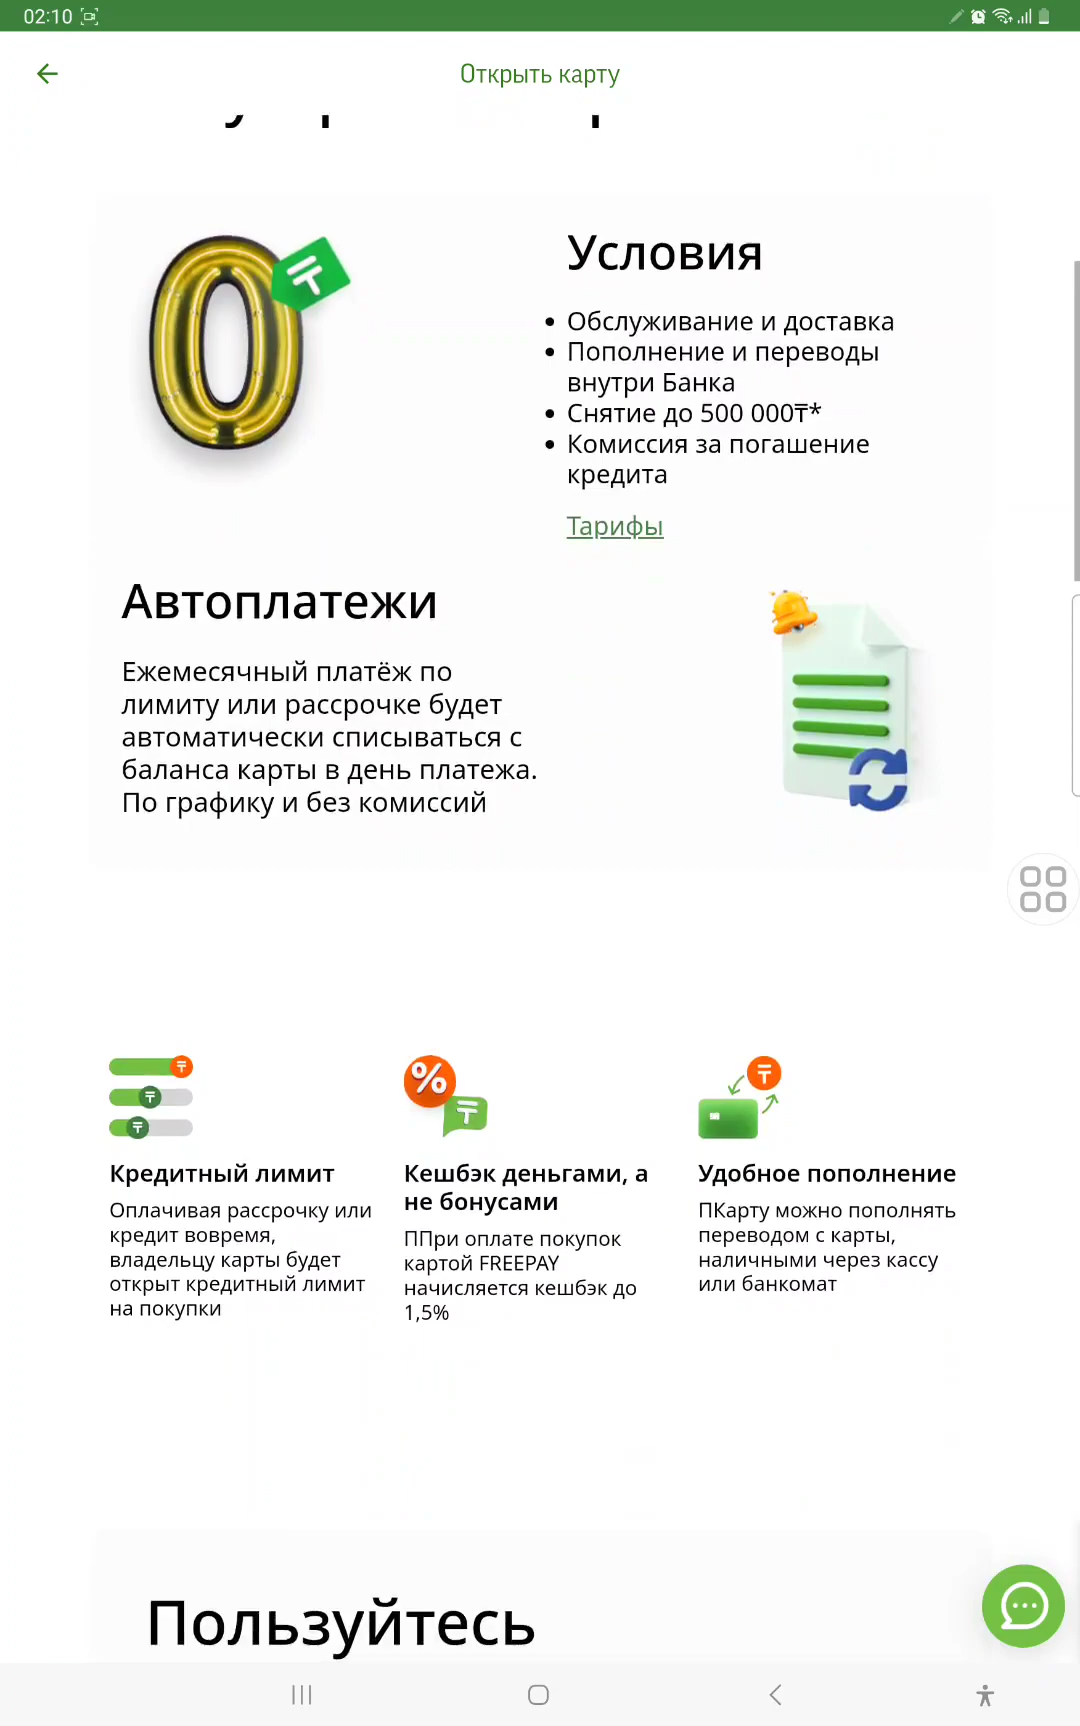 02:10
Открыть карту
0
Условия
Обслуживание и доставка
Пополнение и переводы
внутри Банка
Снятие до 500 000₸*
Комиссия за погашение
кредита
Тарифы
Автоплатежи
Ежемесячный платёж по
лимиту или рассрочке будет
автоматически списываться с
баланса карты в день платежа.
По графику и без комиссий
Кредитный лимит
Оплачивая рассрочку или
кредит вовремя,
владельцу карты будет
открыт кредитный лимит
на покупки
Кешбэк деньгами, а
не бонусами
ППри оплате покупок
картой FREEPAY
начисляется кешбэк до
1,5%
Удобное пополнение
ПКарту можно пополнять
переводом с карты,
наличными через кассу
или банкомат
Пользуйтесь